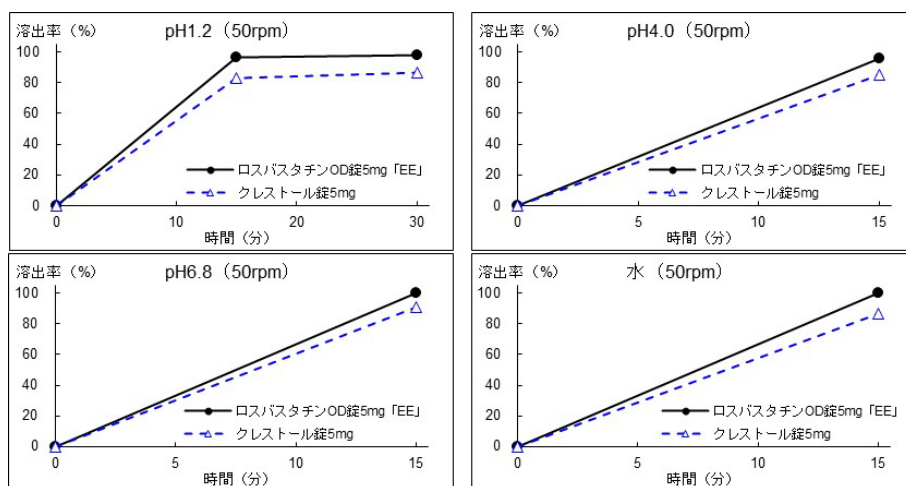 溶出率（%）
pH1.2（50rpm）
100
80
60
40
20
0
ロスバスタチンOD錠5mg「EE」
クレストール錠5mg
0
10
20
30
時間（分）
溶出率（%）
pH4.0（50rpm）
100
80
60
40
20
0
ロスバスタチンOD錠5mg「EE」
クレストール錠5mg
0
5
10
15
時間（分）
溶出率（%）
pH6.8（50rpm）
100
80
60
40
20
0
ロスバスタチンOD錠5mg「EE」
クレストール錠5mg
0
5
10
15
時間（分）
溶出率（%）
水（50rpm）
100
80
60
40
20
0
ロスバスタチンOD錠5mg「EE」
クレストール錠5mg
0
5
10
15
時間（分）